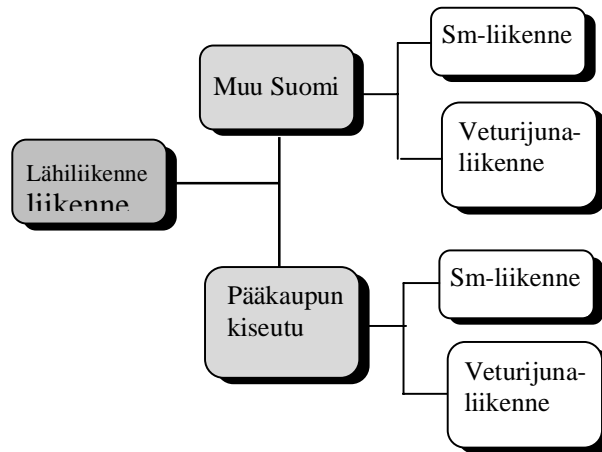 Sm-liikenne
Muu Suomi
Veturijuna-
liikenne
Lähiliikenne
liikenne
Sm-liikenne
Pääkaupun
kiseutu
Veturijuna-
liikenne